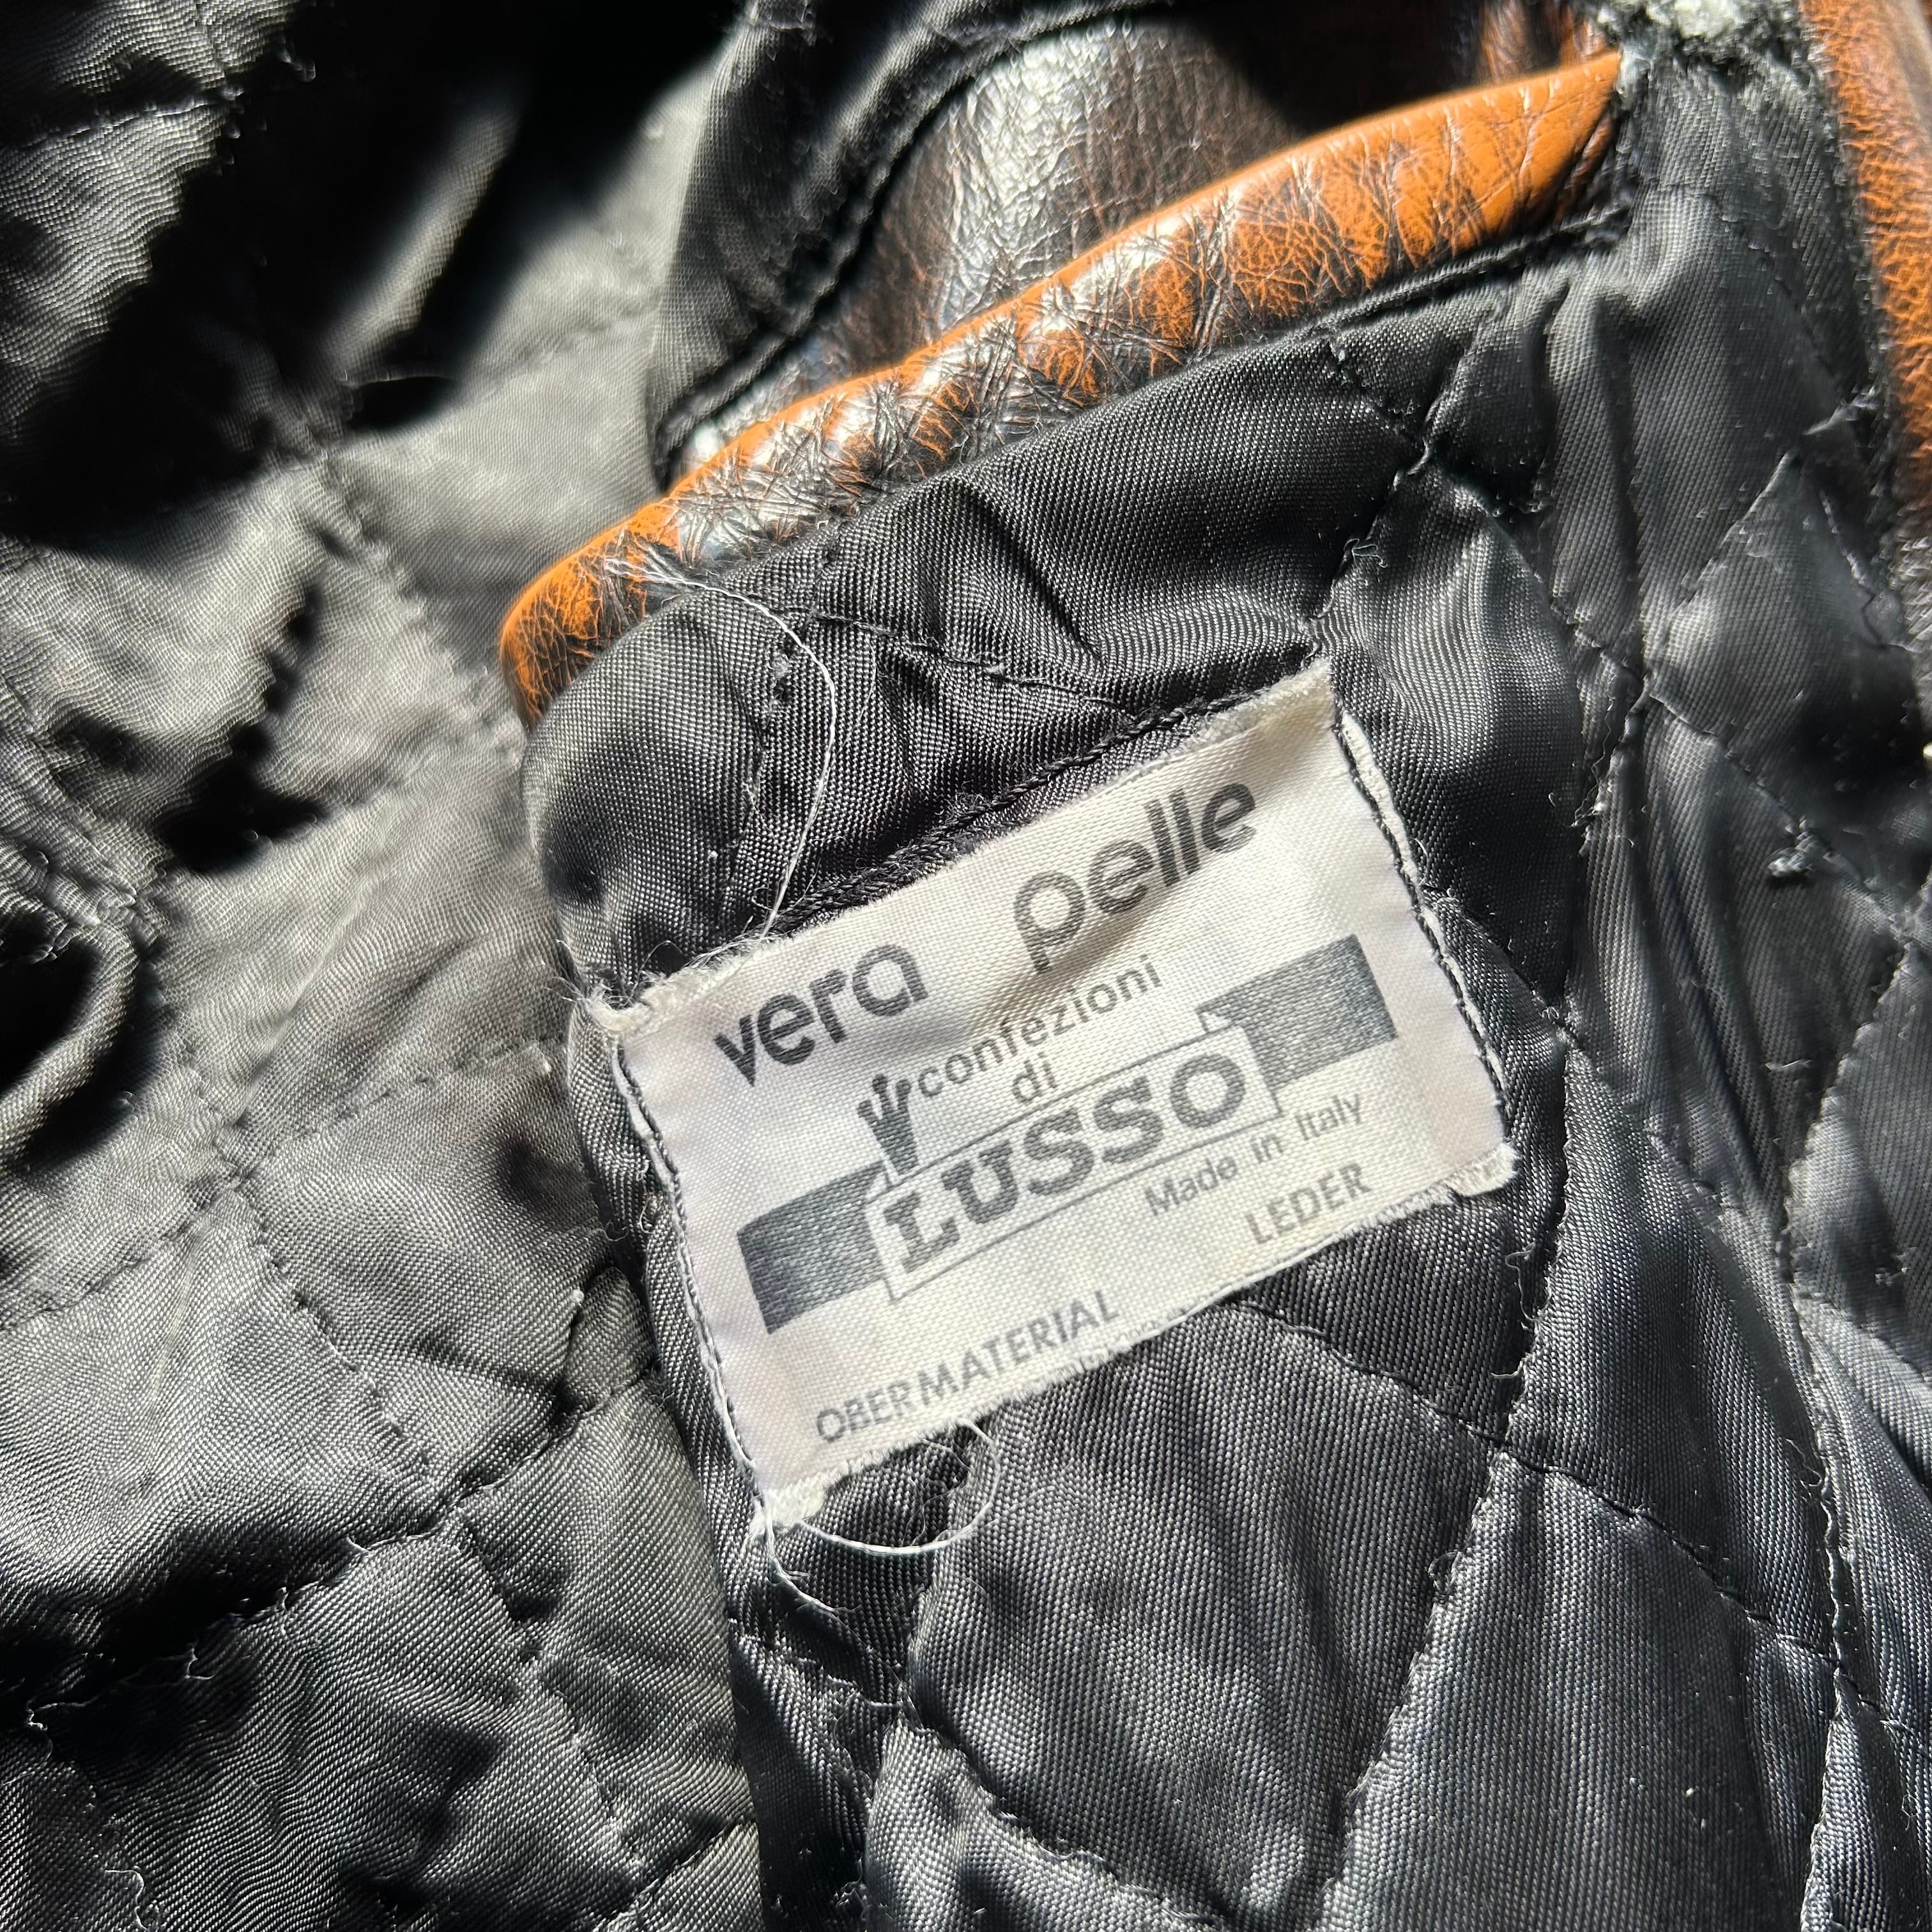 vera pelle
confezioni
di
LUSSO
Made in Italy
OBERMATERIAL LEDER